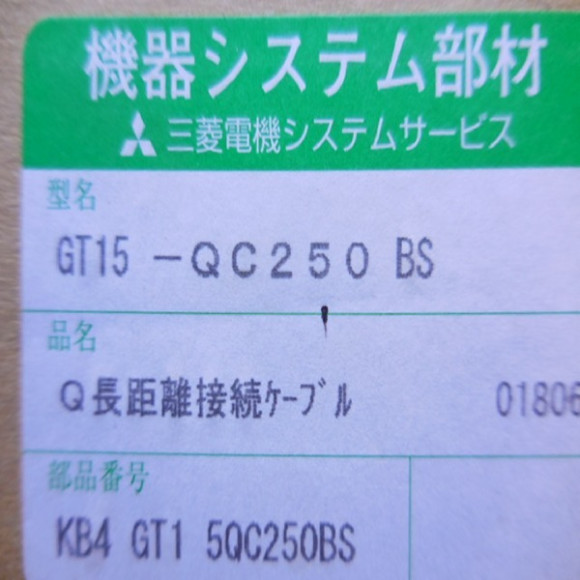 機器システム部材
三菱電機システムサービス
型名
GT15 －ＱＣ２５０ BS
品名
Ｑ長距離接続ｹｰﾌﾞﾙ 01806
部品番号
KB4 GT1 5QC250BS